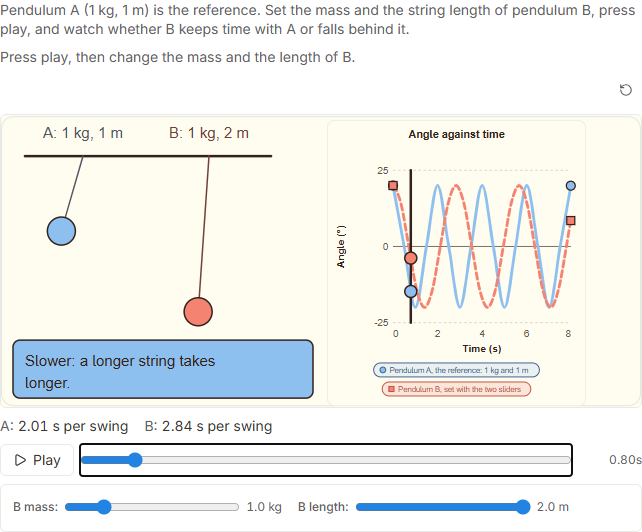 Pendulum A (1 kg, 1 m) is the reference. Set the mass and the string length of pendulum B, press
play, and watch whether B keeps time with A or falls behind it.
Press play, then change the mass and the length of B.
A: 1 kg, 1 m
B: 1 kg, 2 m
Slower: a longer string takes
longer.
Angle against time
25
0
-25
Angle (°)
0 2 4 6 8
Time (s)
Pendulum A, the reference: 1 kg and 1 m
Pendulum B, set with the two sliders
A: 2.01 s per swing B: 2.84 s per swing
Play
0.80s
B mass: 1.0 kg B length: 2.0 m